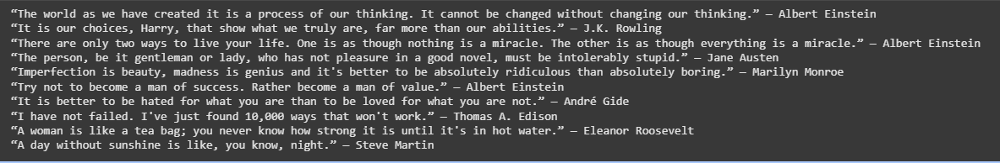 “The world as we have created it is a process of our thinking. It cannot be changed without changing our thinking.” — Albert Einstein
“It is our choices, Harry, that show what we truly are, far more than our abilities.” — J.K. Rowling
“There are only two ways to live your life. One is as though nothing is a miracle. The other is as though everything is a miracle.” — Albert Einstein
“The person, be it gentleman or lady, who has not pleasure in a good novel, must be intolerably stupid.” — Jane Austen
“Imperfection is beauty, madness is genius and it's better to be absolutely ridiculous than absolutely boring.” — Marilyn Monroe
“Try not to become a man of success. Rather become a man of value.” — Albert Einstein
“It is better to be hated for what you are than to be loved for what you are not.” — André Gide
“I have not failed. I've just found 10,000 ways that won't work.” — Thomas A. Edison
“A woman is like a tea bag; you never know how strong it is until it's in hot water.” — Eleanor Roosevelt
“A day without sunshine is like, you know, night.” — Steve Martin